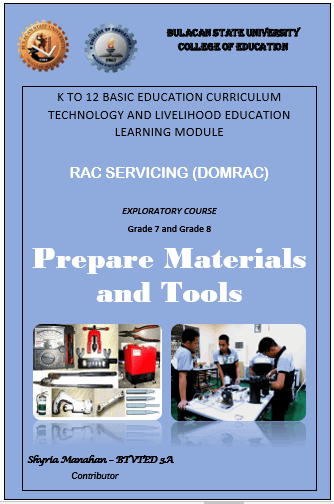 BULACAN STATE UNIVERSITY
COLLEGE OF EDUCATION
K TO 12 BASIC EDUCATION CURRICULUM
TECHNOLOGY AND LIVELIHOOD EDUCATION
LEARNING MODULE
RAC SERVICING (DOMRAC)
EXPLORATORY COURSE
Grade 7 and Grade 8
Prepare Materials
and Tools
Shyria Manahan – BTVTED 3A
Contributor